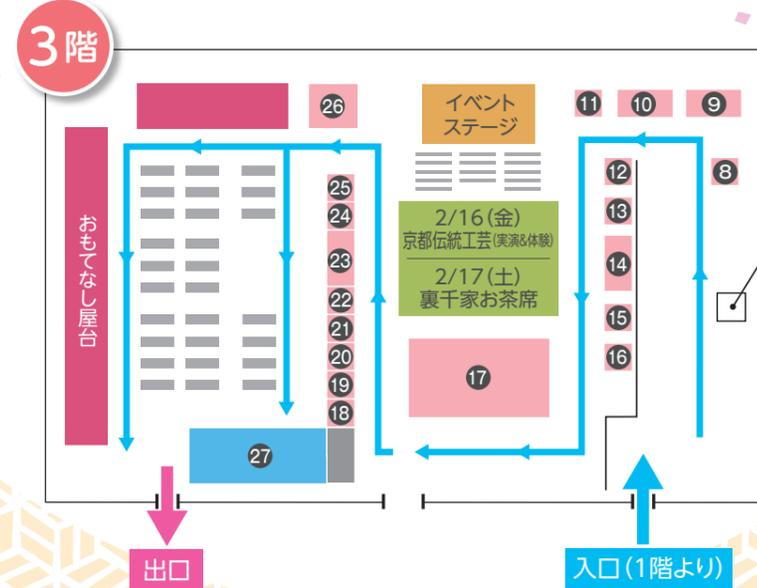 3階
26
イベント
ステージ
11
10
9
8
12
13
14
15
16
25
24
23
22
21
20
19
18
2/16(金)
京都伝統工芸(実演&体験)
2/17(土)
裏千家お茶席
17
おもてなし屋台
27
出口
入口(1階より)